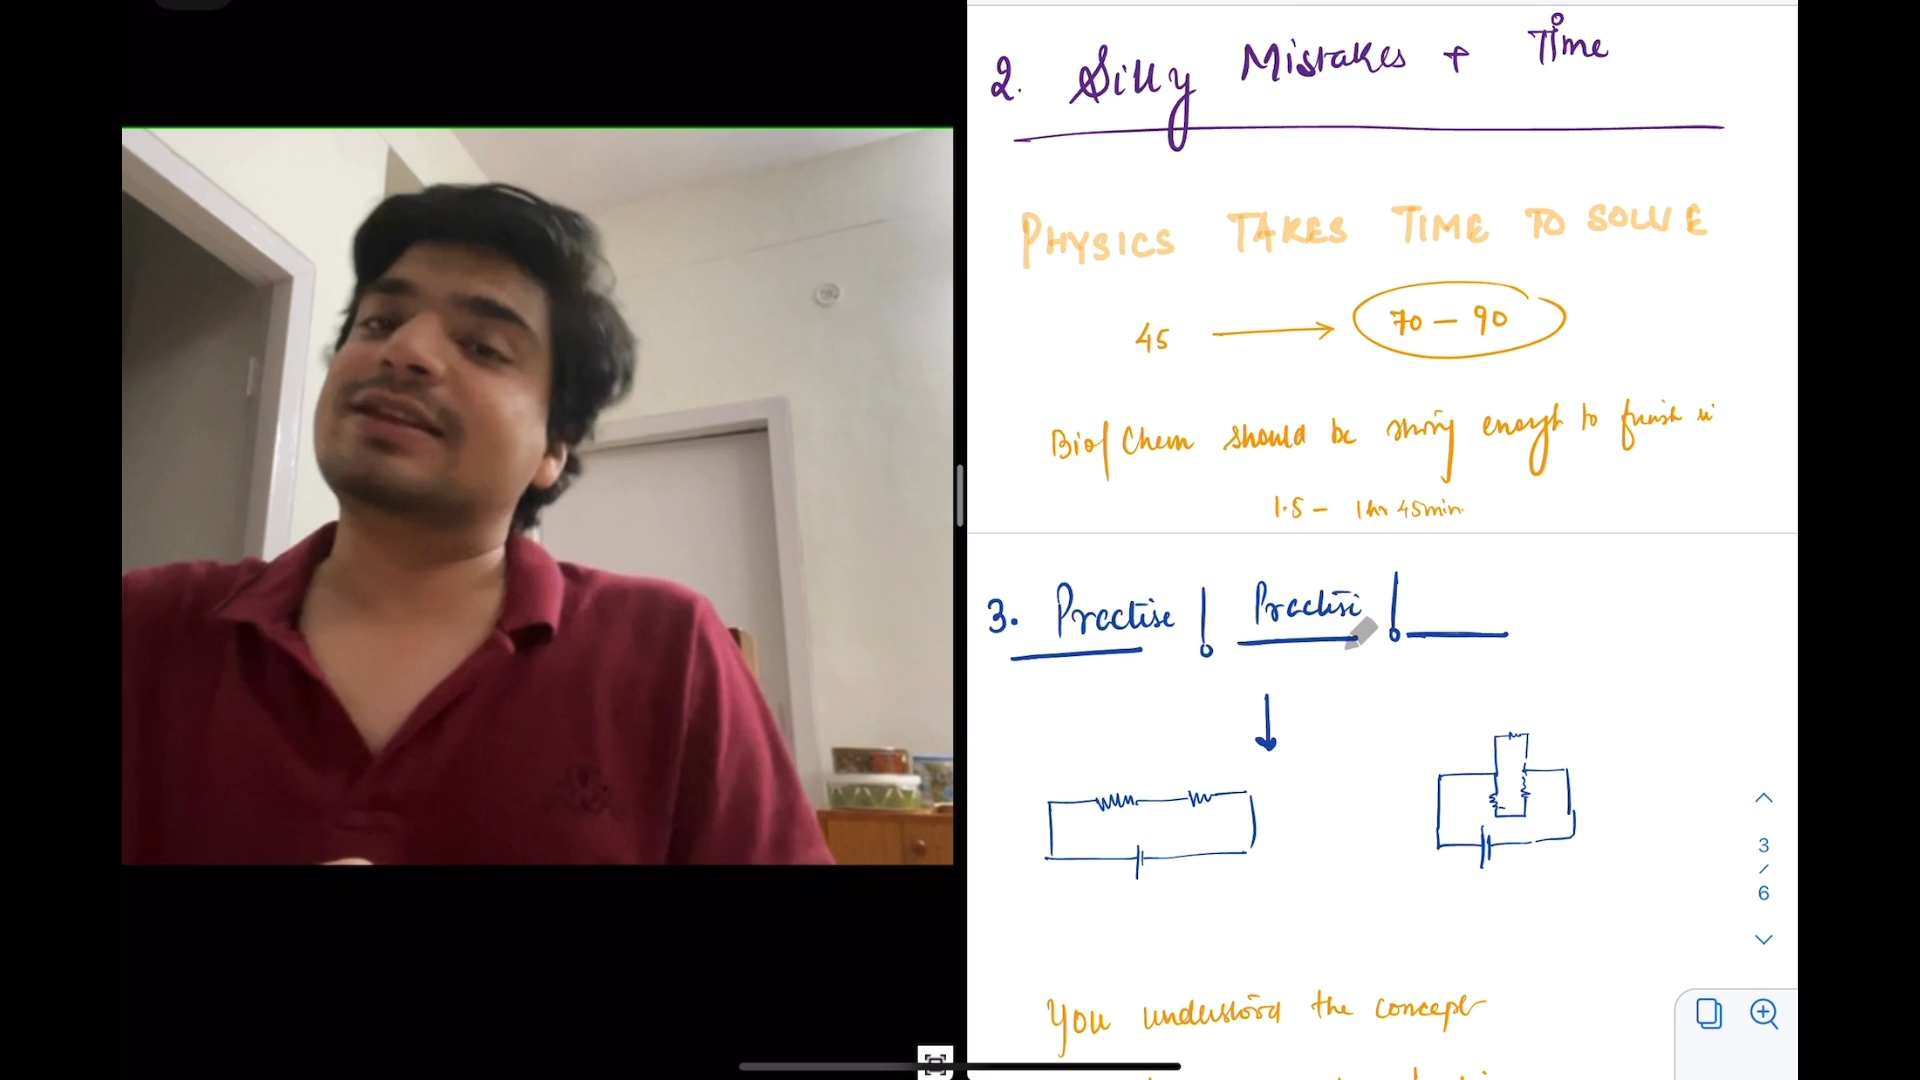 2. Silly Mistakes + Time
PHYSICS TAKES TIME TO SOLVE
45 → 70 - 90
Bio/Chem should be strong enough to finish in
1.5 - 1hr 45min.
3. Practise! Practise!
You understood the concept
3
/
6